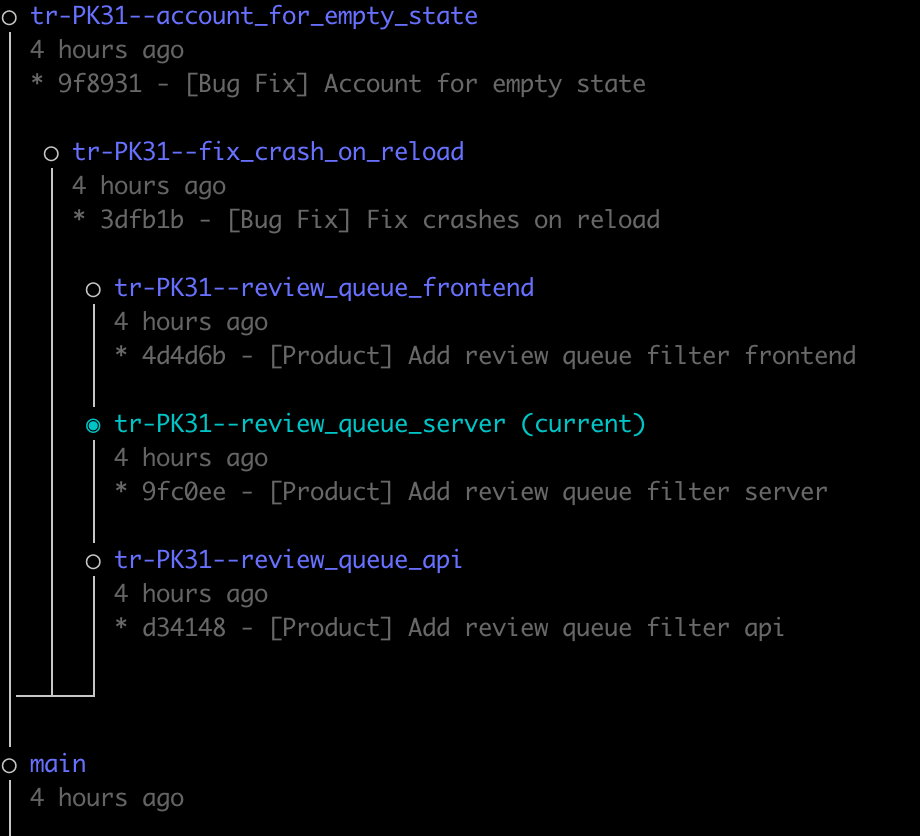 tr-PK31--account_for_empty_state
4 hours ago
* 9f8931 - [Bug Fix] Account for empty state
tr-PK31--fix_crash_on_reload
4 hours ago
* 3dfb1b - [Bug Fix] Fix crashes on reload
tr-PK31--review_queue_frontend
4 hours ago
* 4d4d6b - [Product] Add review queue filter frontend
tr-PK31--review_queue_server (current)
4 hours ago
* 9fc0ee - [Product] Add review queue filter server
tr-PK31--review_queue_api
4 hours ago
* d34148 - [Product] Add review queue filter api
main
4 hours ago